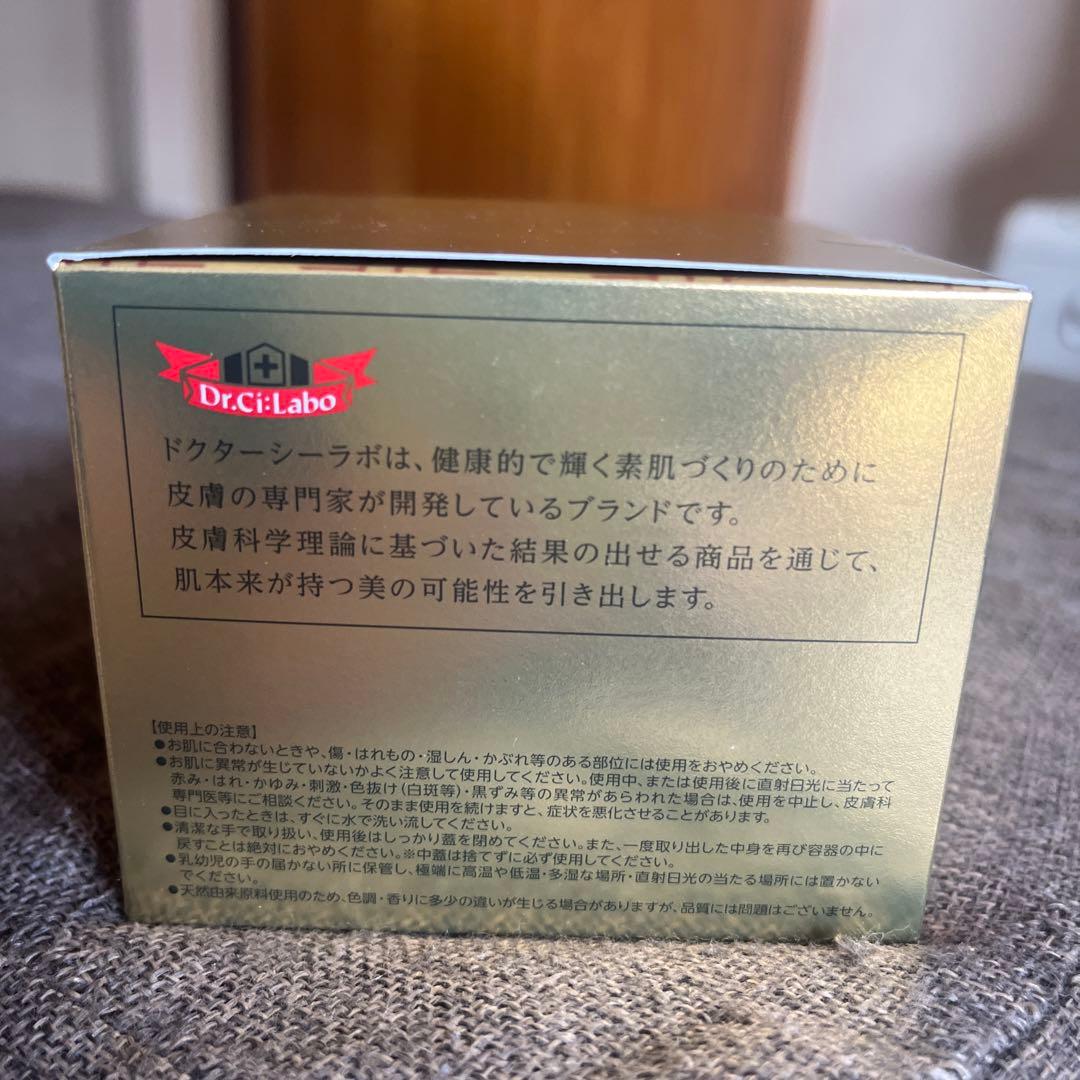 Dr.Ci:Labo
ドクターシーラボは、健康的で輝く素肌づくりのために
皮膚の専門家が開発しているブランドです。
皮膚科学理論に基づいた結果の出せる商品を通じて、
肌本来が持つ美の可能性を引き出します。
【使用上の注意】
●お肌に合わないときや、傷・はれもの・湿しん・かぶれ等のある部位には使用をおやめください。
●お肌に異常が生じていないかよく注意して使用してください。使用中、または使用後に直射日光に当たって
赤み・はれ・かゆみ・刺激・色抜け(白斑等)・黒ずみ等の異常があらわれた場合は、使用を中止し、皮膚科
専門医等にご相談ください。そのまま使用を続けますと、症状を悪化させることがあります。
●目に入ったときは、すぐに水で洗い流してください。
●清潔な手で取り扱い、使用後はしっかり蓋を閉めてください。また、一度取り出した中身を再び容器の中に
戻すことは絶対におやめください。※中蓋は捨てずに必ず使用してください。
●乳幼児の手の届かない所に保管し、極端に高温や低温・多湿な場所・直射日光の当たる場所には置かない
でください。
●天然由来原料使用のため、色調・香りに多少の違いが生じる場合がありますが、品質には問題はございません。